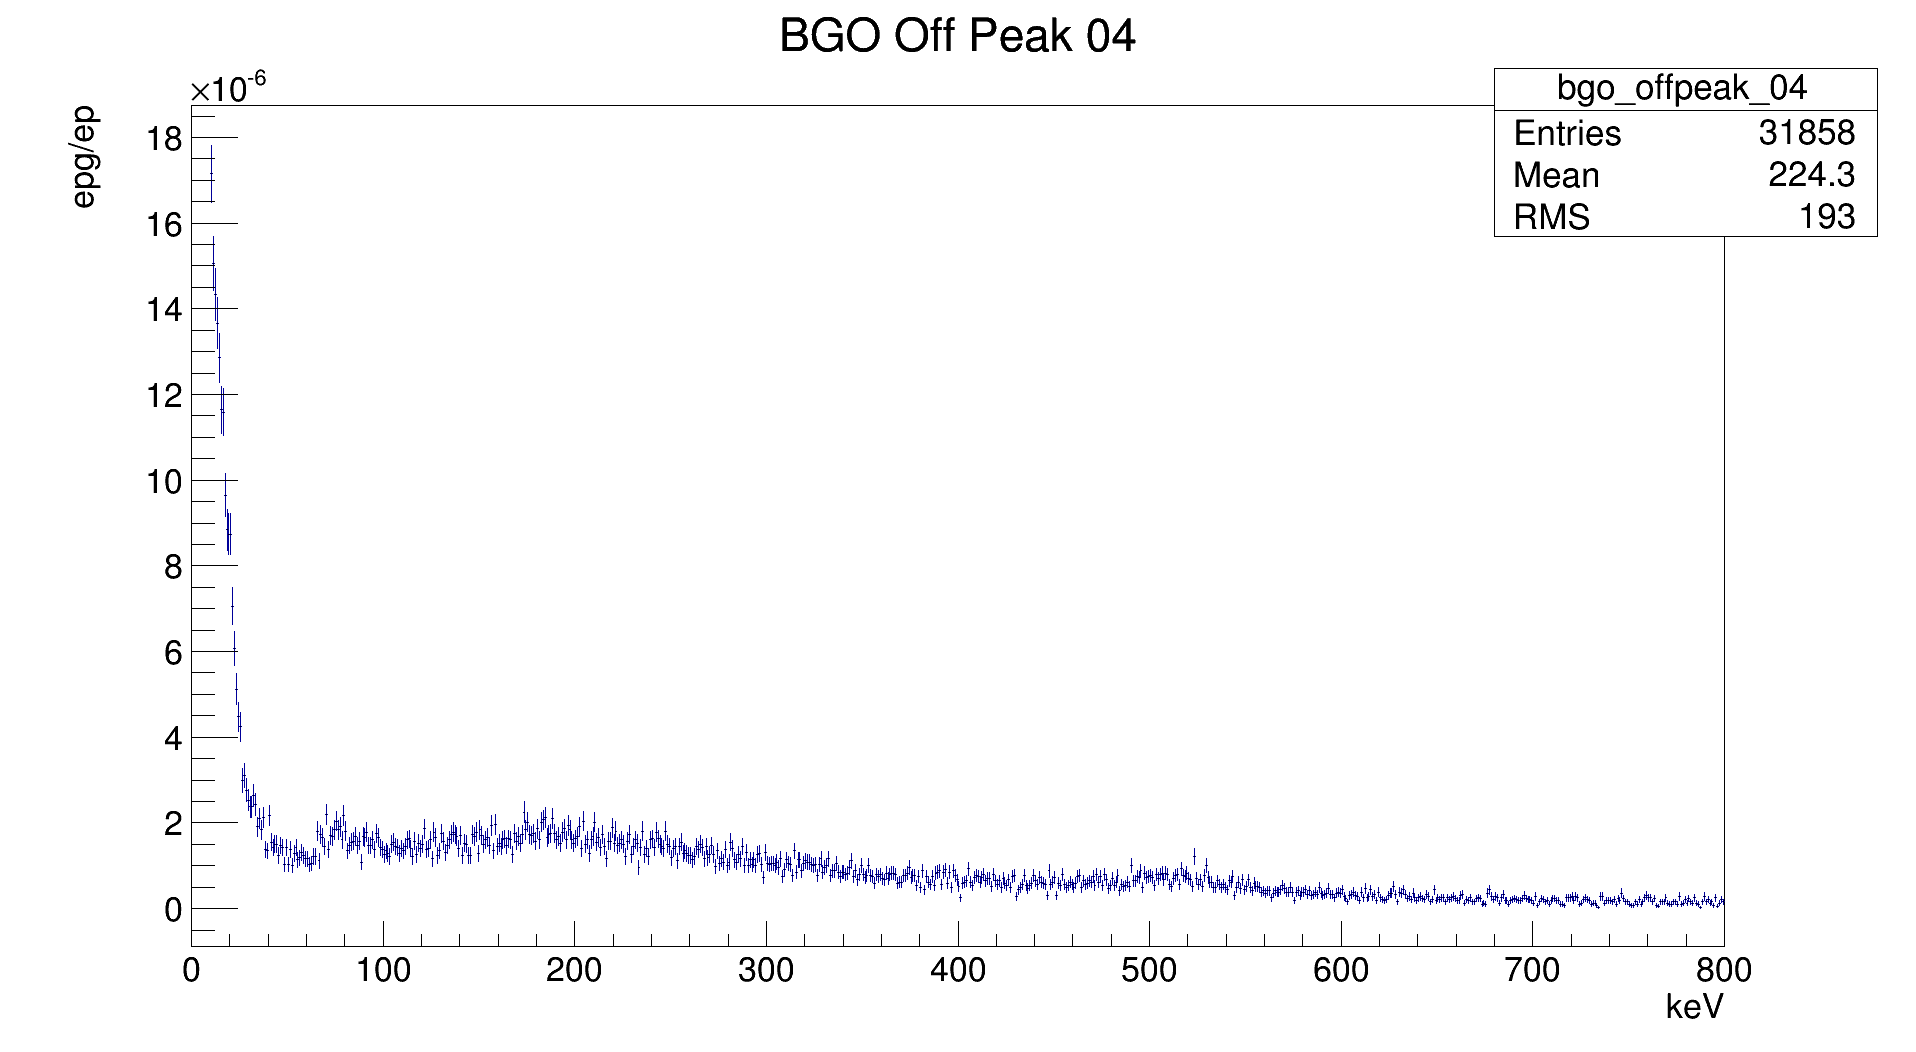 BGO Off Peak 04
×10-6
epg/ep
bgo_offpeak_04
Entries 31858
Mean 224.3
RMS 193
18
16
14
12
10
8
6
4
2
0
0 100 200 300 400 500 600 700 800
keV